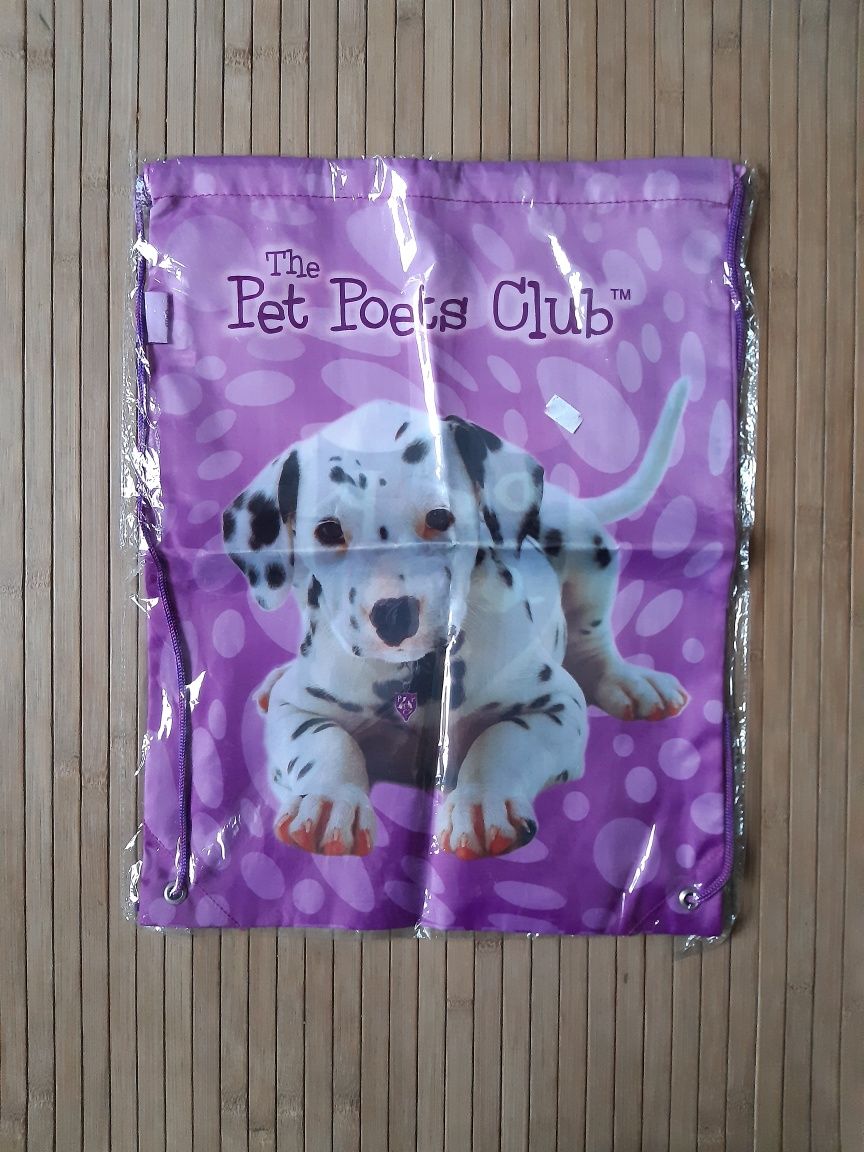 The
Pet Poets Club™